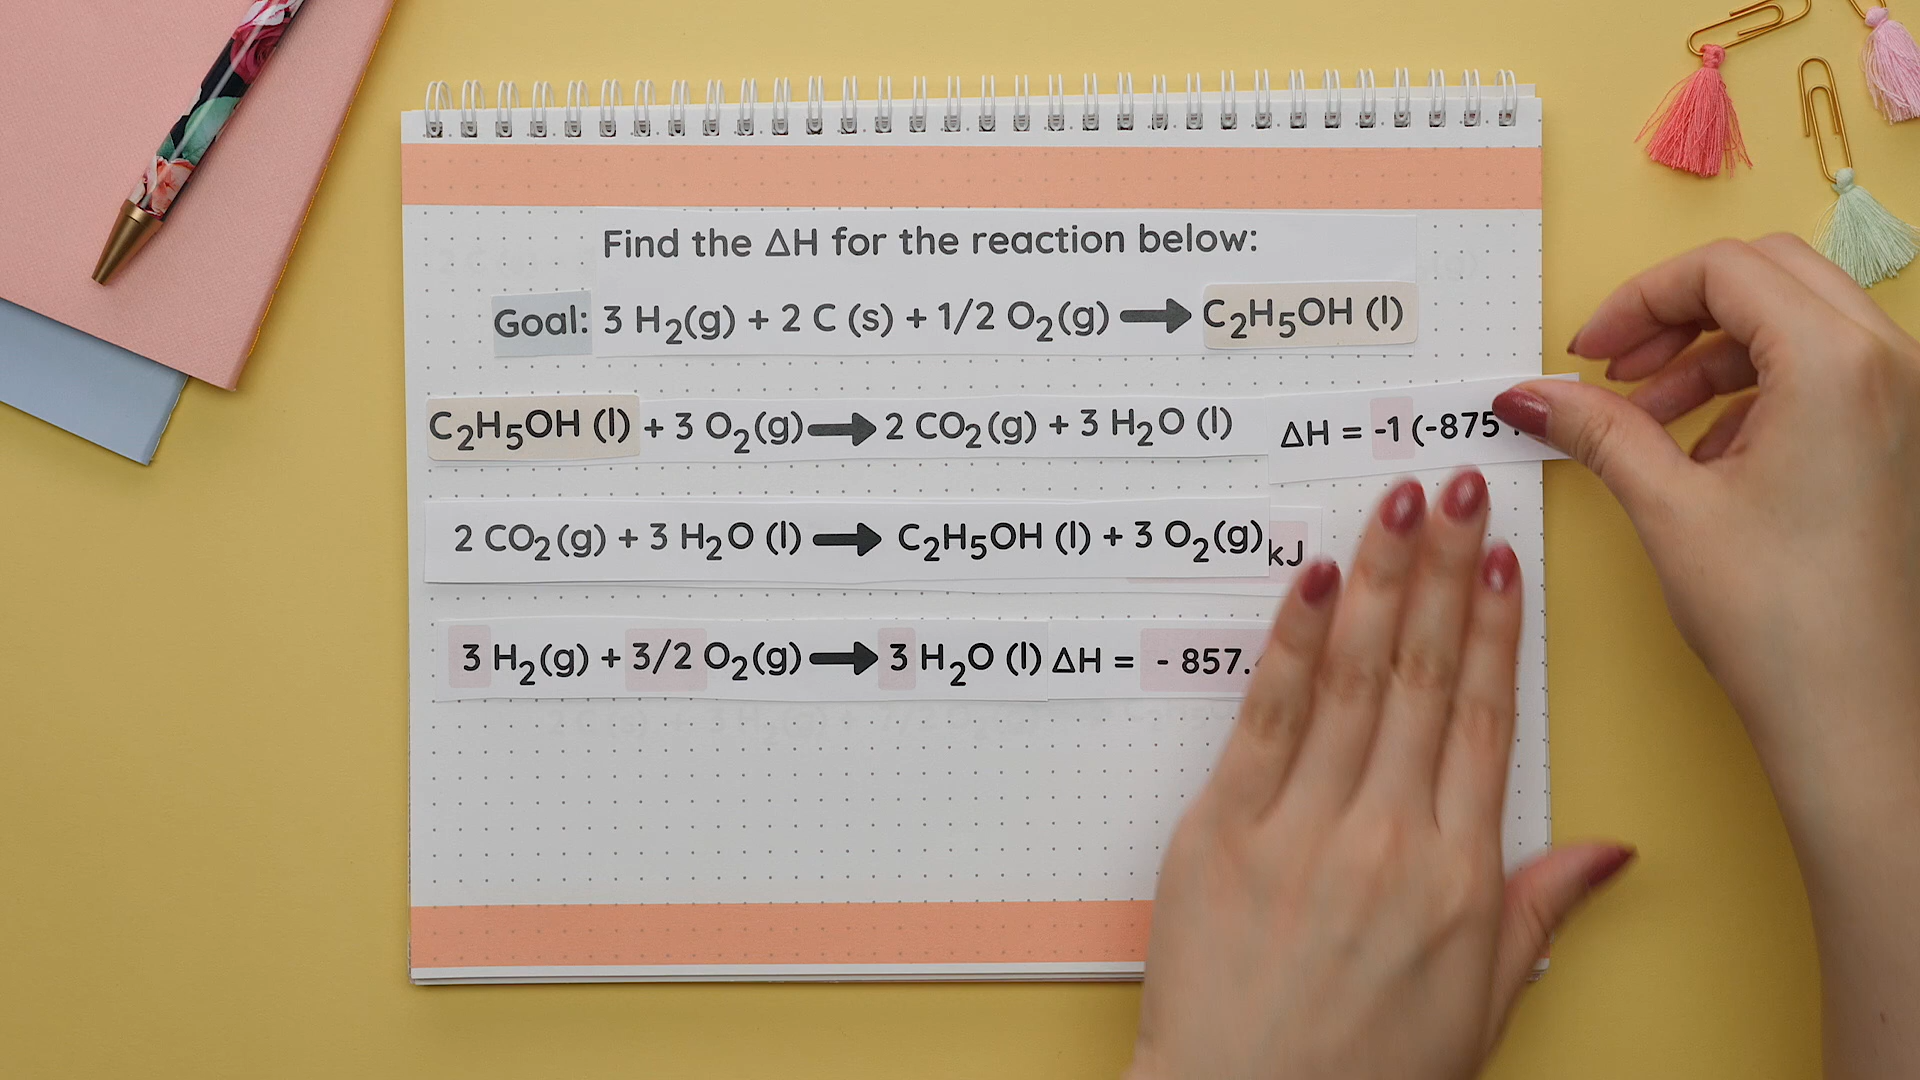 Find the ΔH for the reaction below:
Goal: 3 H₂(g) + 2 C (s) + 1/2 O₂(g) → C₂H₅OH (l)
C₂H₅OH (l) + 3 O₂(g) → 2 CO₂(g) + 3 H₂O (l) ΔH = -1 (-875
2 CO₂(g) + 3 H₂O (l) → C₂H₅OH (l) + 3 O₂(g) kJ
3 H₂(g) + 3/2 O₂(g) → 3 H₂O (l) ΔH = - 857.